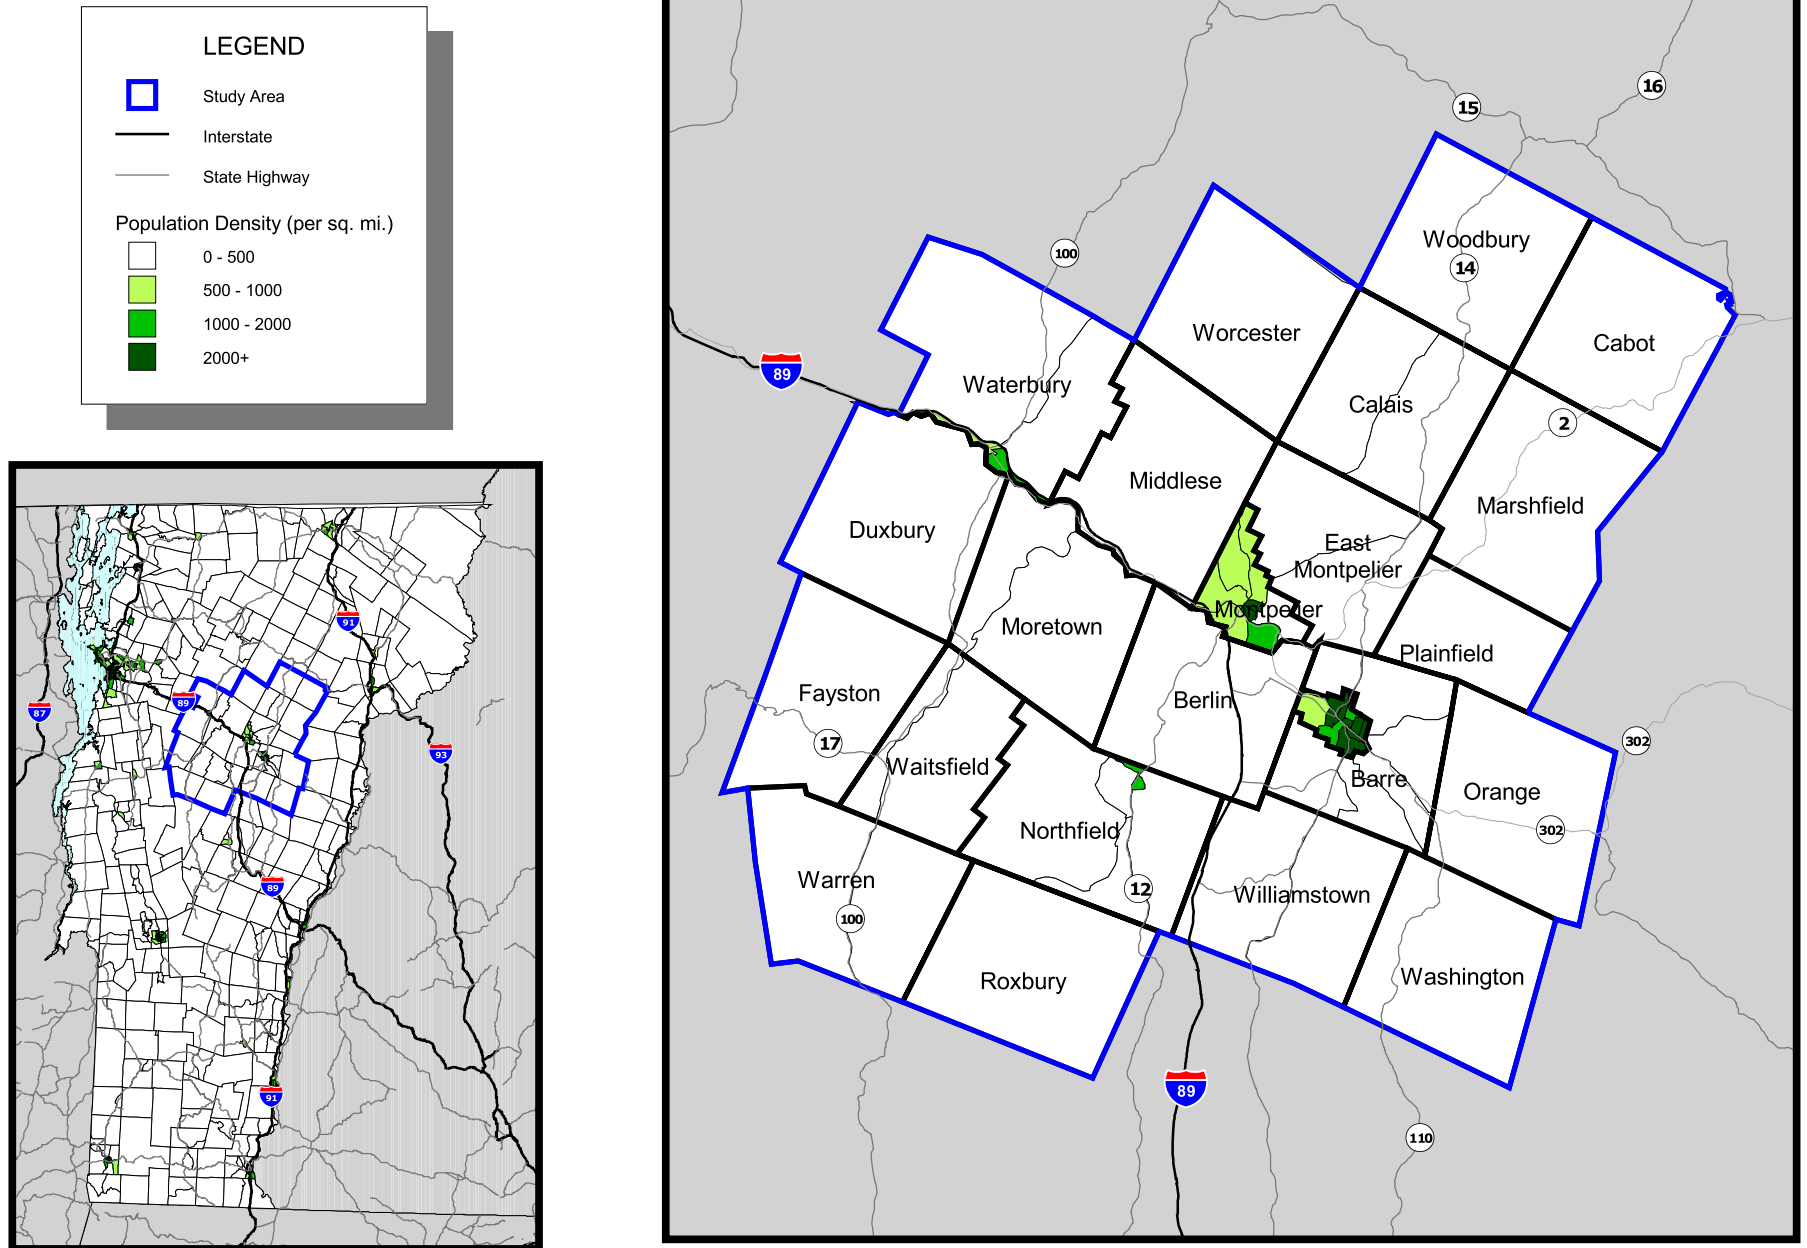 LEGEND
Study Area
Interstate
State Highway
Population Density (per sq. mi.)
0 - 500
500 - 1000
1000 - 2000
2000+
91
89
87
93
89
91
16
15
Woodbury
100
14
Worcester
Cabot
89
Waterbury
Calais
2
Middlese
Marshfield
Duxbury
East
Montpelier
Montpelier
Moretown
Plainfield
Fayston
Berlin
17
302
Waitsfield
Barre
Orange
Northfield
302
Warren
12
Williamstown
100
Roxbury
Washington
89
110